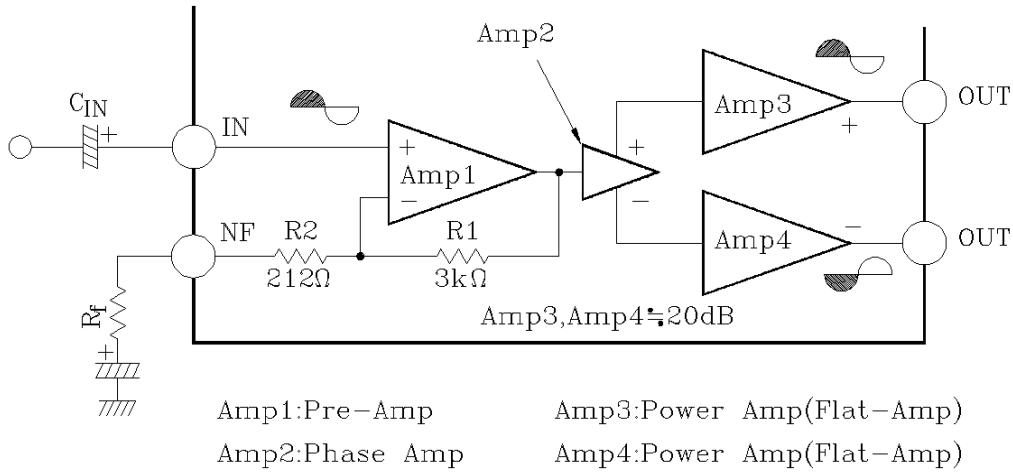 Amp2
C_IN
+
IN
+
Amp1
−
+
−
Amp3
+
OUT
Amp4
−
OUT
NF
R2
212Ω
R1
3kΩ
Rf
+
Amp3,Amp4≒20dB
Amp1:Pre-Amp
Amp3:Power Amp(Flat-Amp)
Amp2:Phase Amp
Amp4:Power Amp(Flat-Amp)